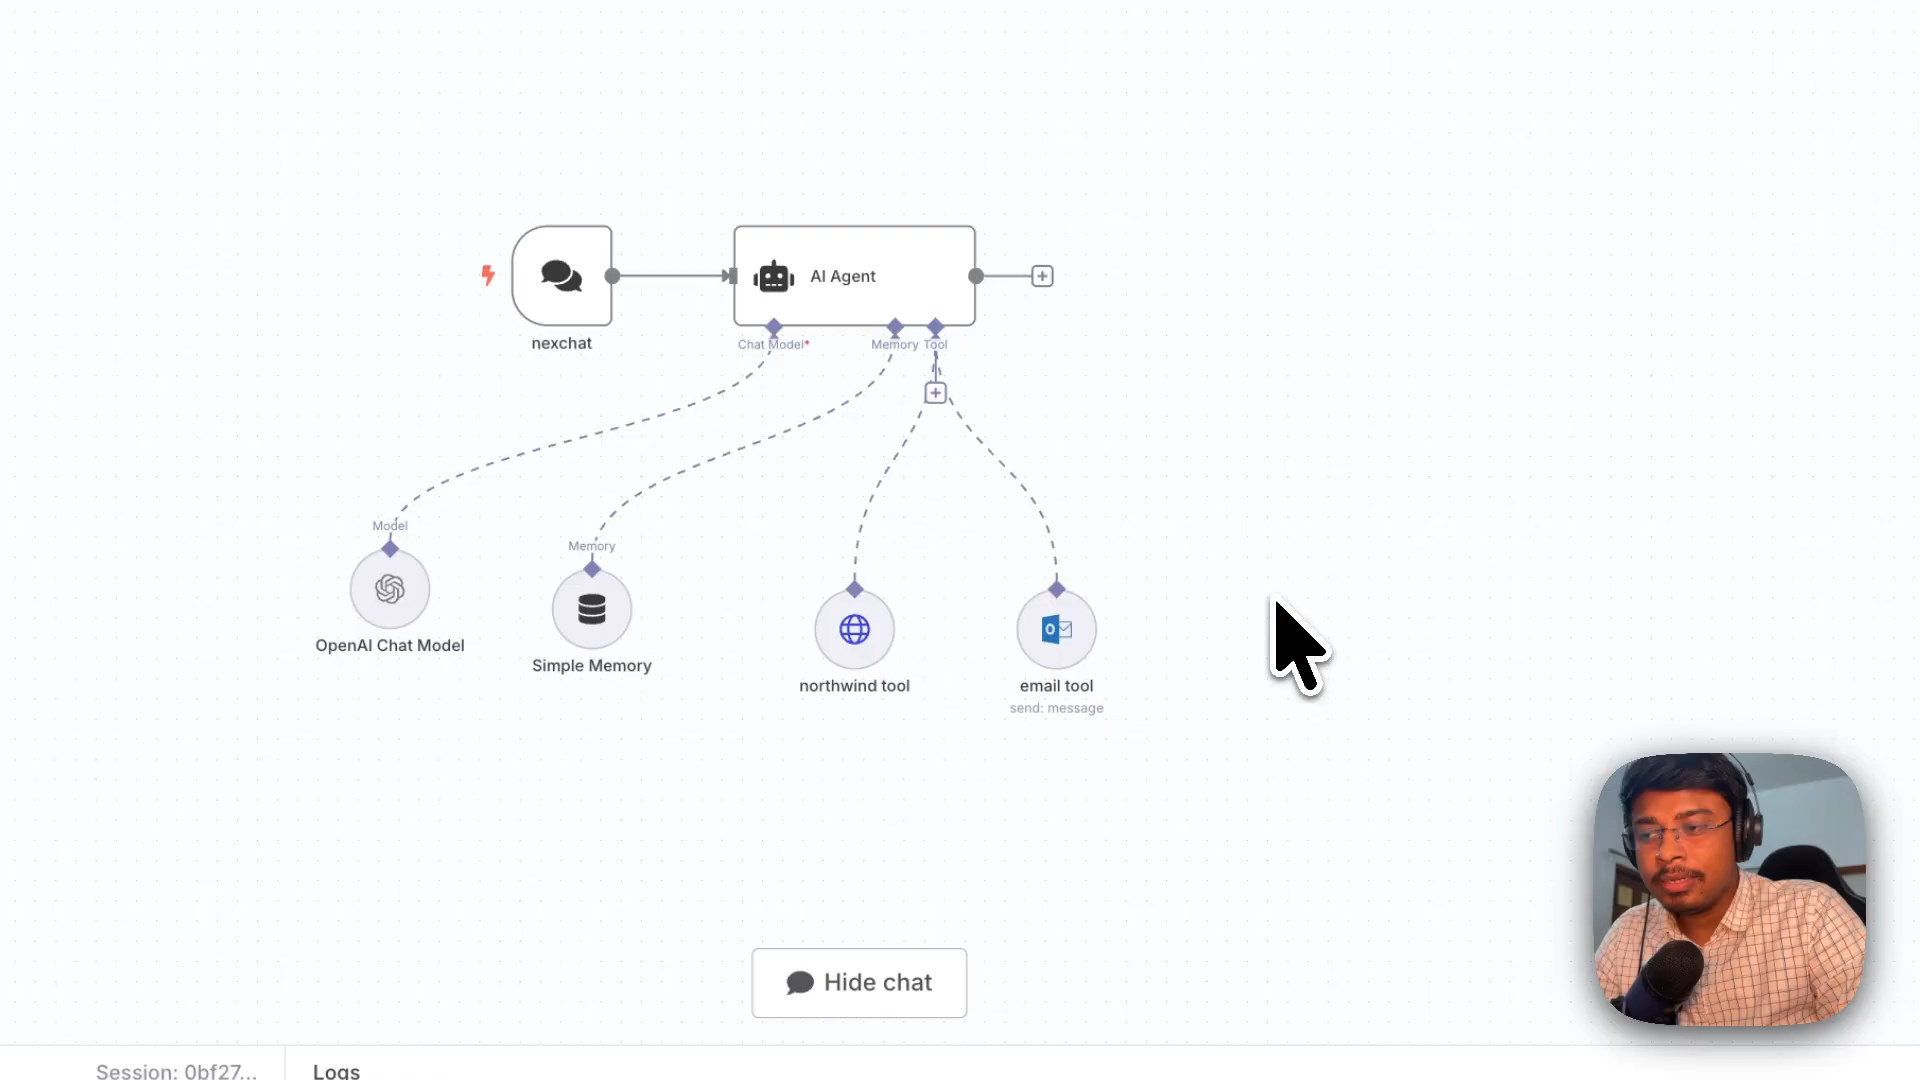 AI Agent
nexchat
Chat Model*
Memory
Tool
Model
Memory
OpenAI Chat Model
Simple Memory
northwind tool
email tool
send: message
Hide chat
Session: 0bf27...
Logs